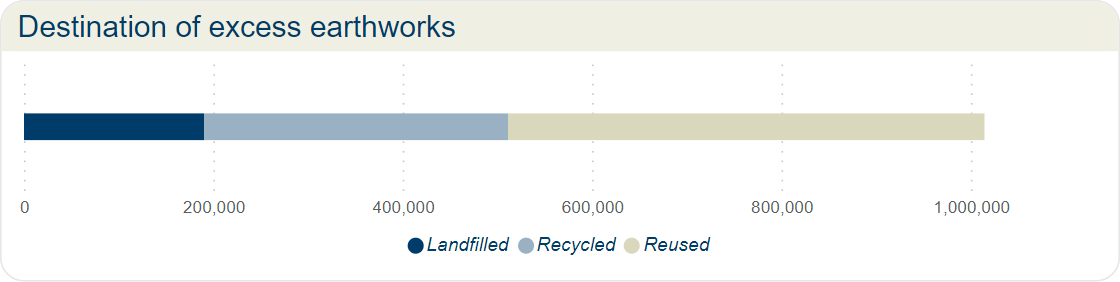 Destination of excess earthworks
0 200,000 400,000 600,000 800,000 1,000,000
Landfilled Recycled Reused